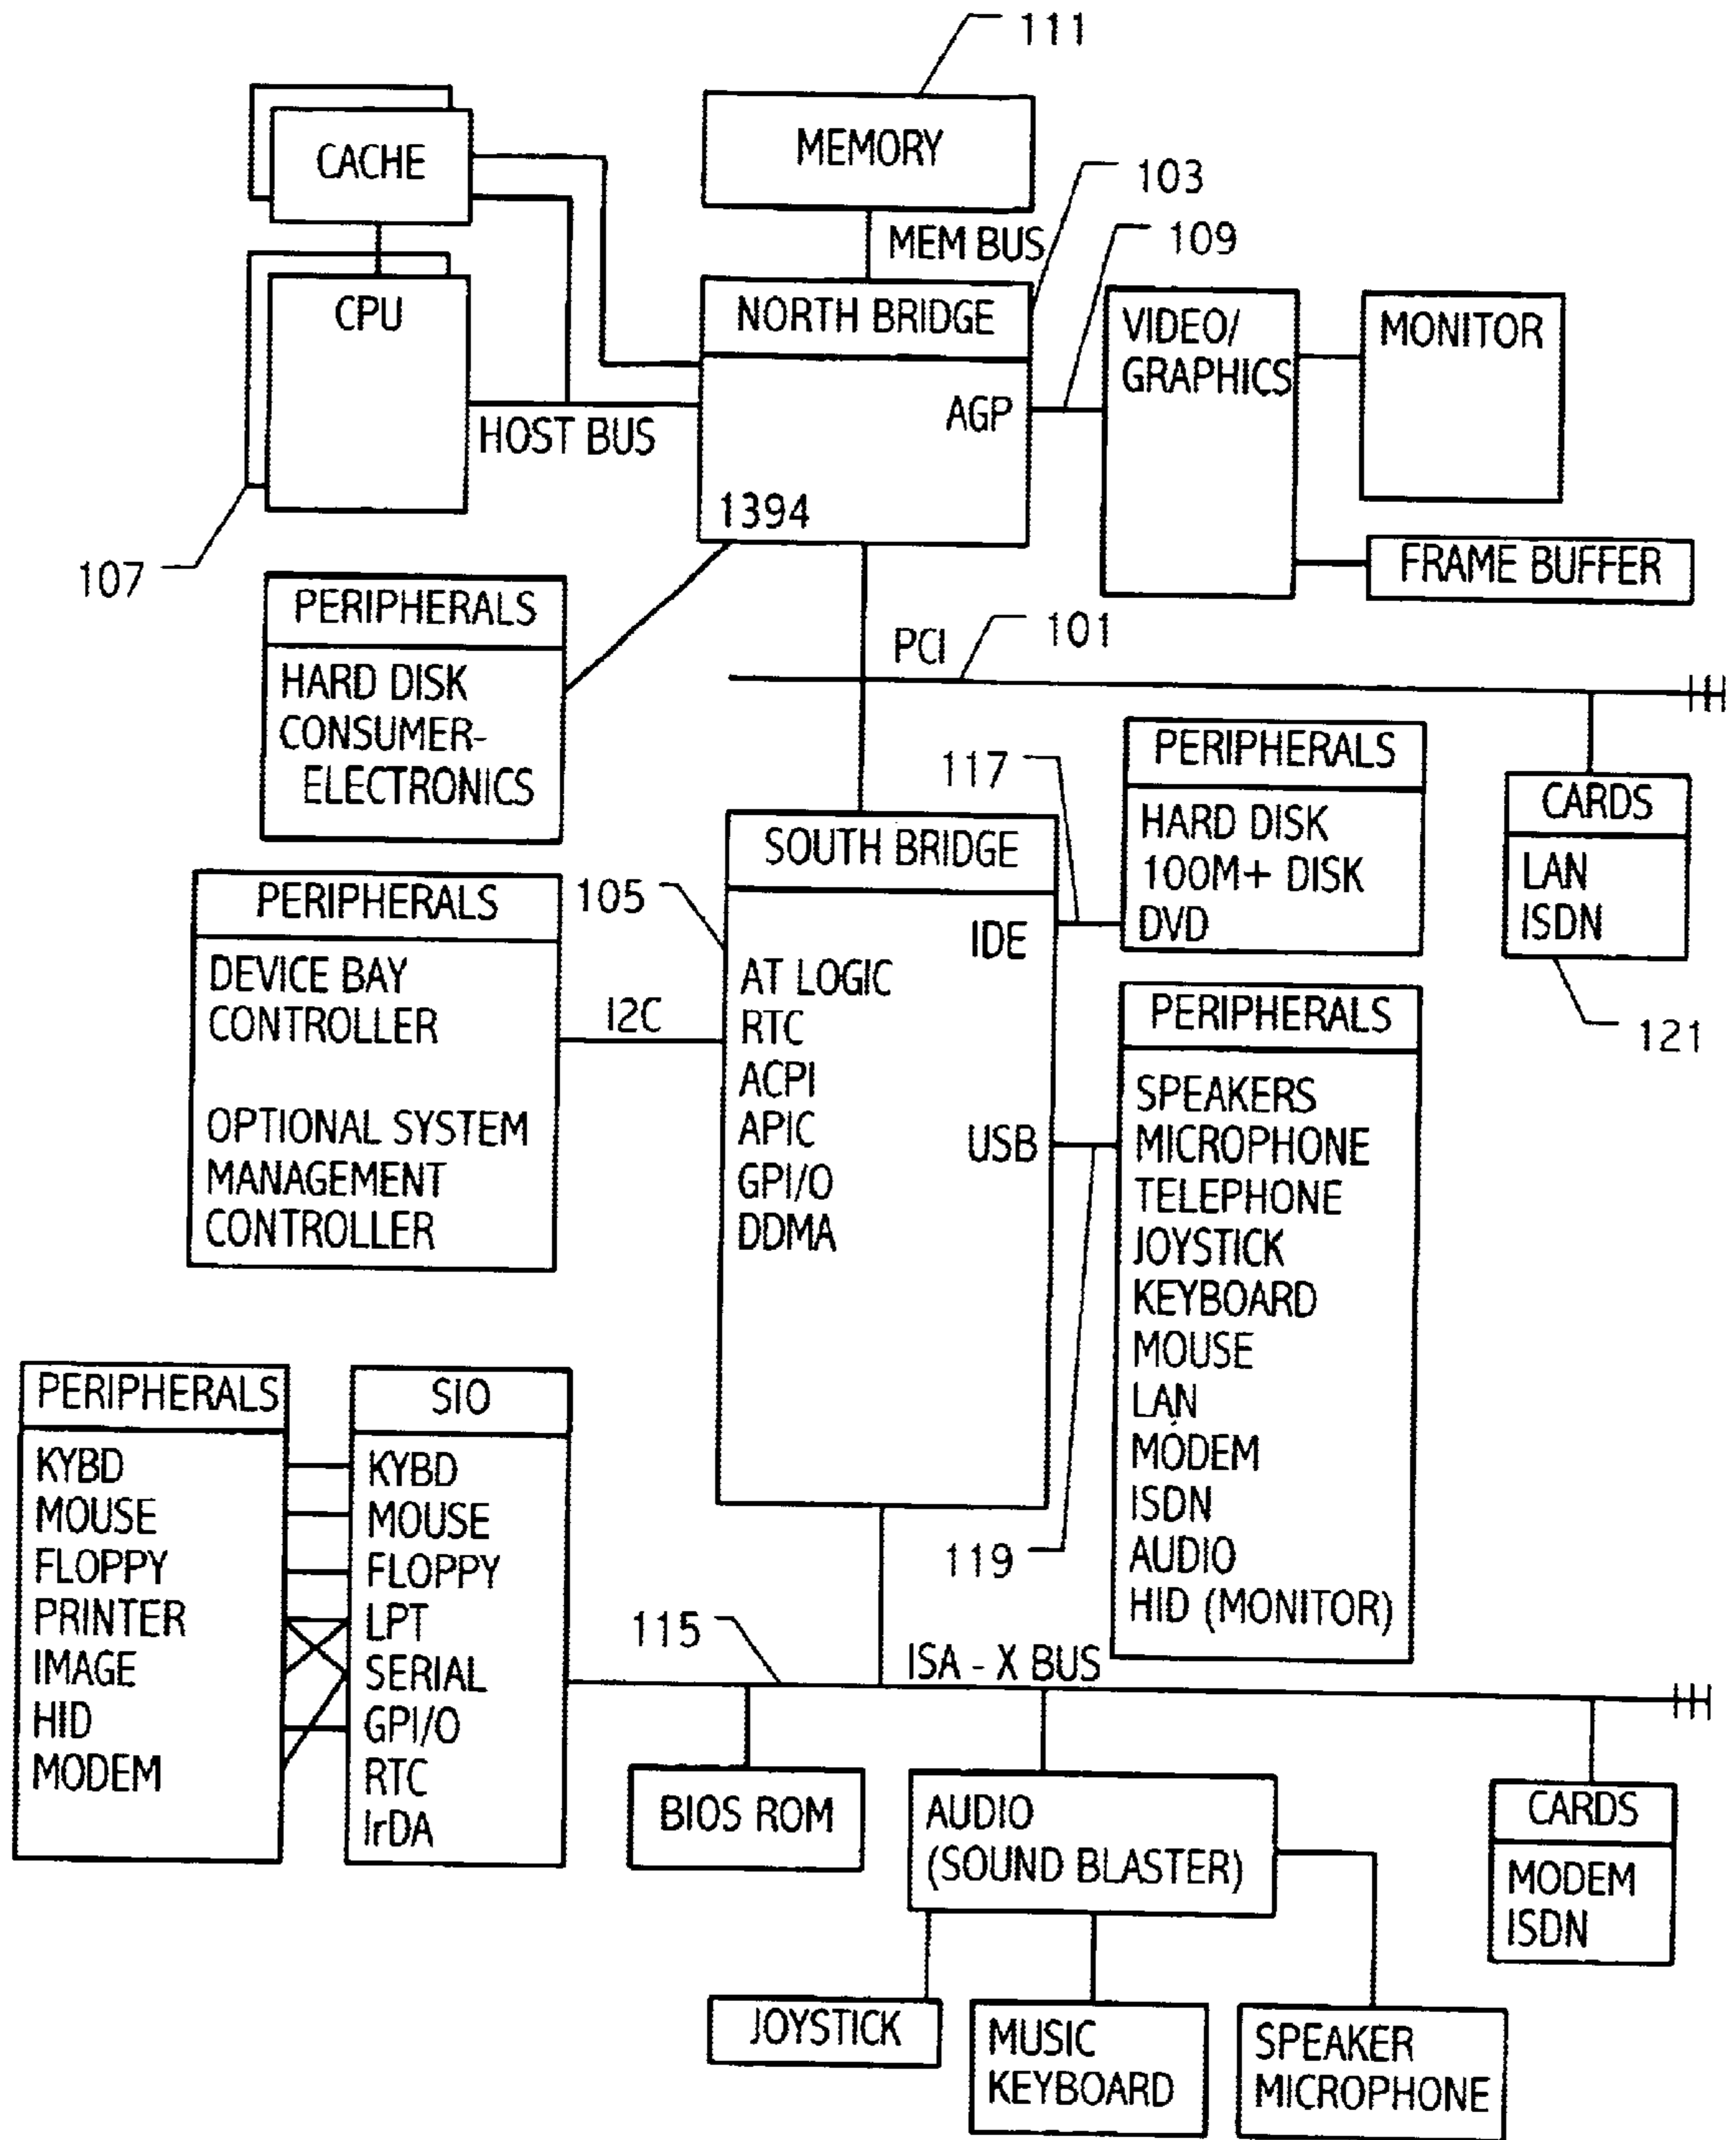 111
MEMORY
CACHE
103
MEM BUS
109
CPU
NORTH BRIDGE
AGP
1394
HOST BUS
VIDEO/
GRAPHICS
MONITOR
FRAME BUFFER
107
PERIPHERALS
HARD DISK
CONSUMER-
ELECTRONICS
PCI
101
117
PERIPHERALS
HARD DISK
100M+ DISK
DVD
CARDS
LAN
ISDN
121
SOUTH BRIDGE
105
IDE
AT LOGIC
RTC
ACPI
APIC
USB
GPI/O
DDMA
PERIPHERALS
DEVICE BAY
CONTROLLER
OPTIONAL SYSTEM
MANAGEMENT
CONTROLLER
I2C
PERIPHERALS
SPEAKERS
MICROPHONE
TELEPHONE
JOYSTICK
KEYBOARD
MOUSE
LAN
MODEM
ISDN
AUDIO
HID (MONITOR)
119
PERIPHERALS
KYBD
MOUSE
FLOPPY
PRINTER
IMAGE
HID
MODEM
SIO
KYBD
MOUSE
FLOPPY
LPT
SERIAL
GPI/O
RTC
IrDA
115
ISA - X BUS
BIOS ROM
AUDIO
(SOUND BLASTER)
CARDS
MODEM
ISDN
JOYSTICK
MUSIC
KEYBOARD
SPEAKER
MICROPHONE